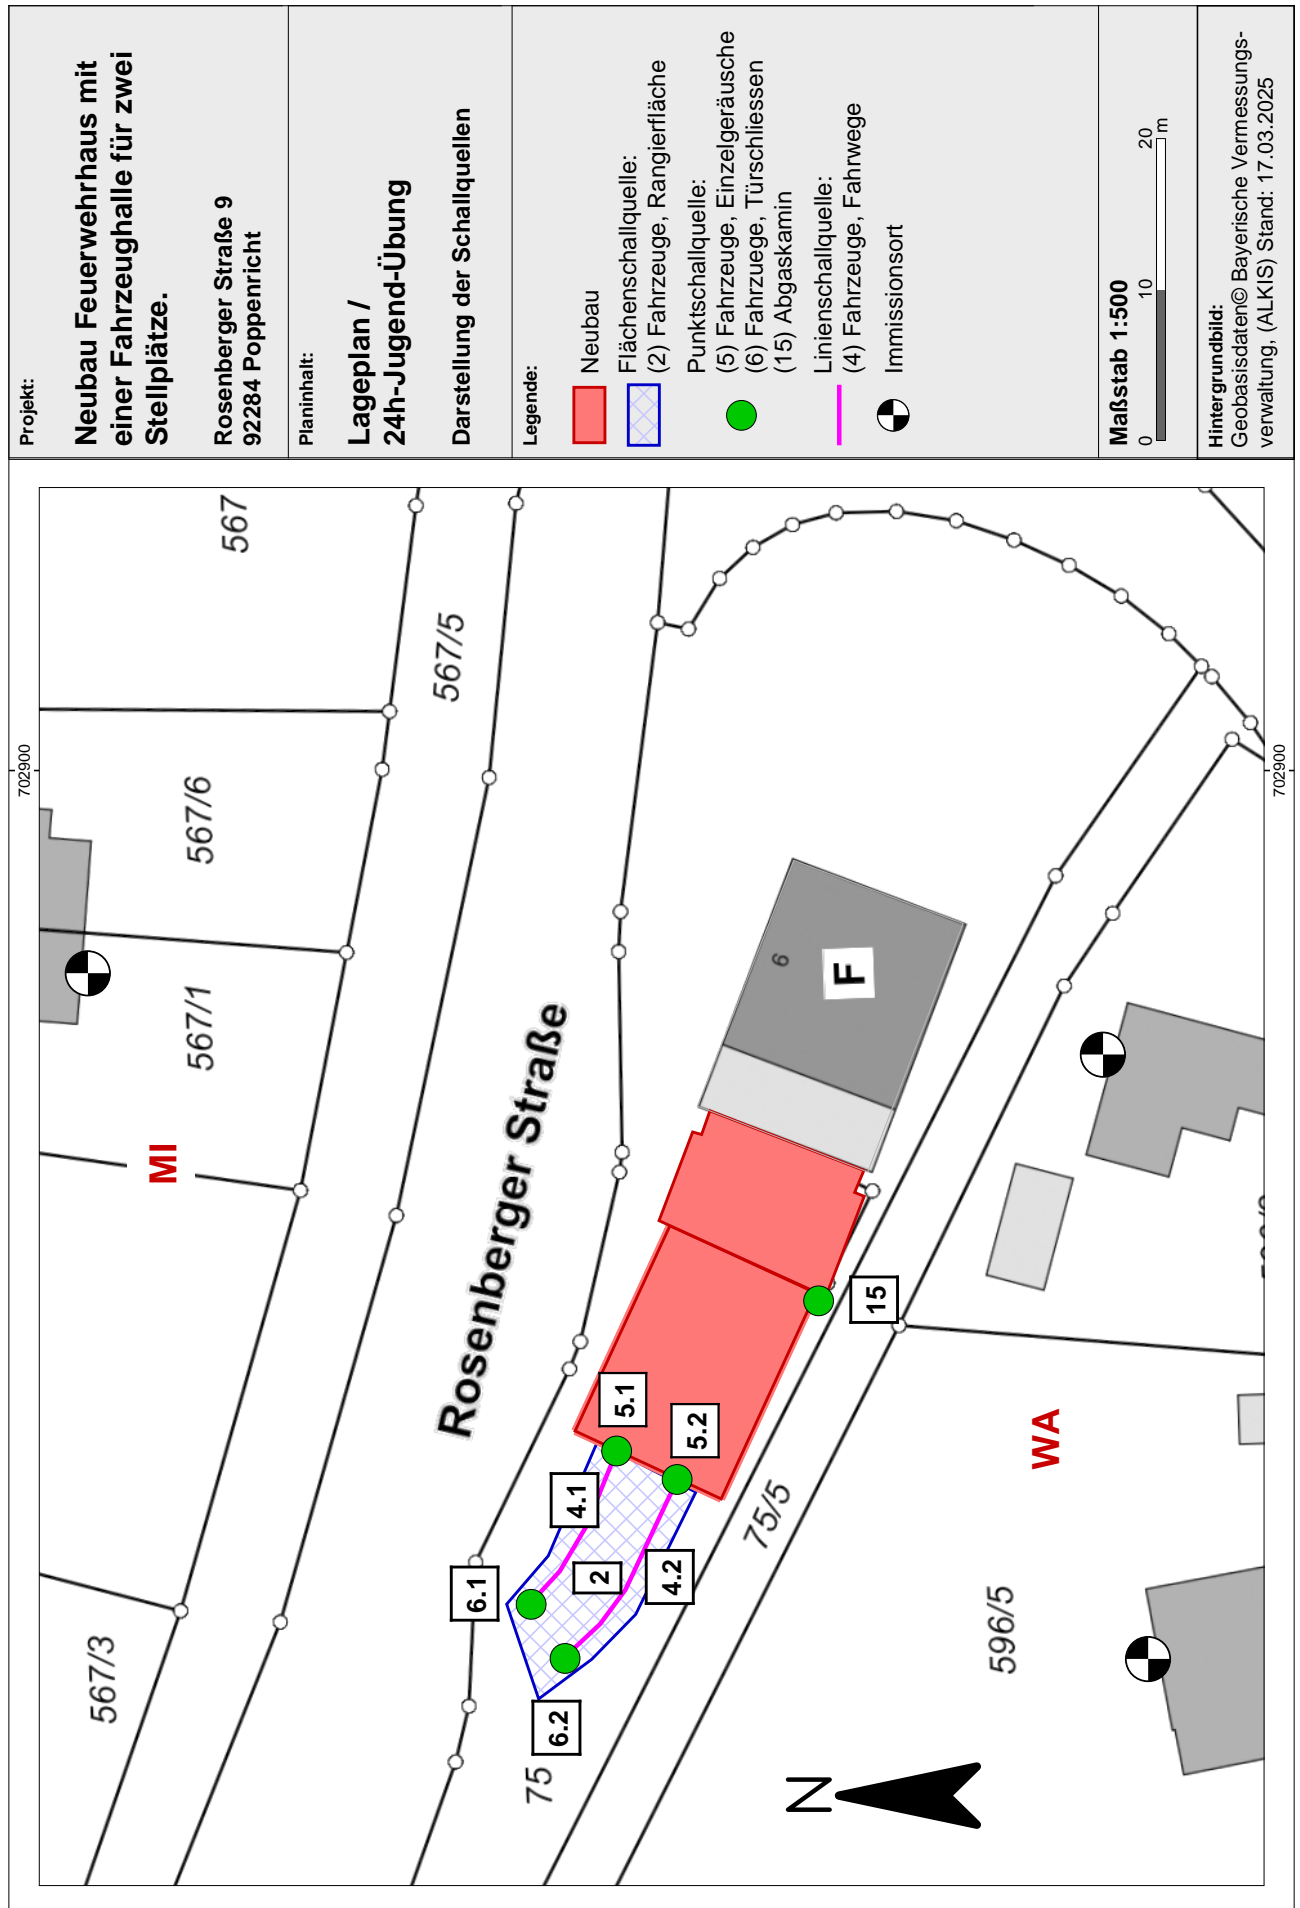 Projekt:
Neubau Feuerwehrhaus mit
einer Fahrzeughalle für zwei
Stellplätze.
Rosenberger Straße 9
92284 Poppenricht
Planinhalt:
Lageplan /
24h-Jugend-Übung
Darstellung der Schallquellen
Legende:
Neubau
Flächenschallquelle:
(2) Fahrzeuge, Rangierfläche
Punktschallquelle:
(5) Fahrzeuge, Einzelgeräusche
(6) Fahrzuege, Türschliessen
(15) Abgaskamin
Linienschallquelle:
(4) Fahrzeuge, Fahrwege
Immissionsort
Maßstab 1:500
0 10 20
m
Hintergrundbild:
Geobasisdaten© Bayerische Vermessungs-
verwaltung, (ALKIS) Stand: 17.03.2025
702900
702900
567
567/5
567/6
567/1
567/3
MI
Rosenberger Straße
6
F
15
5.1
5.2
4.1
4.2
2
6.1
6.2
75
75/5
WA
596/5
N